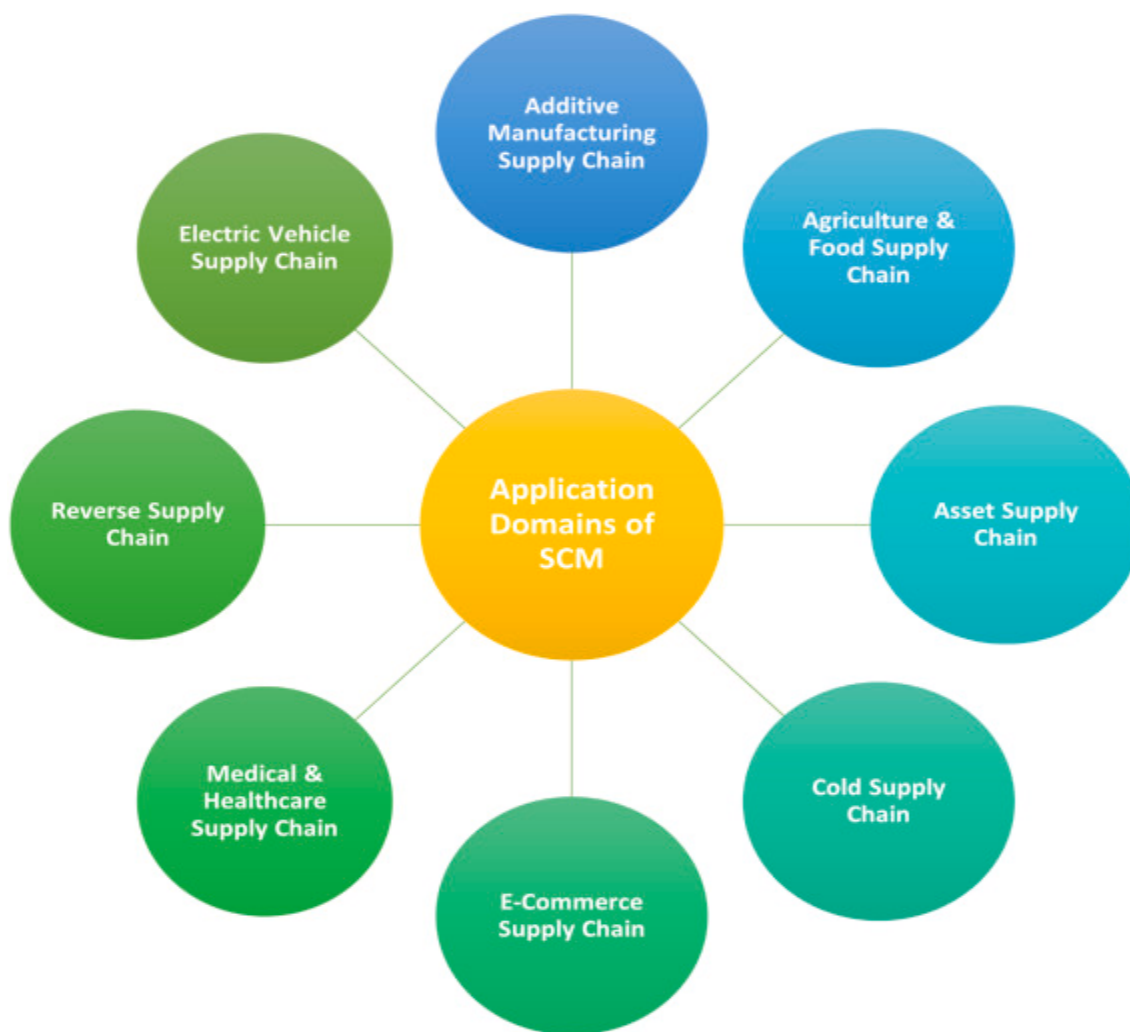 Additive
Manufacturing
Supply Chain
Agriculture &
Food Supply
Chain
Asset Supply
Chain
Cold Supply
Chain
E-Commerce
Supply Chain
Medical &
Healthcare
Supply Chain
Reverse Supply
Chain
Electric Vehicle
Supply Chain
Application
Domains of
SCM